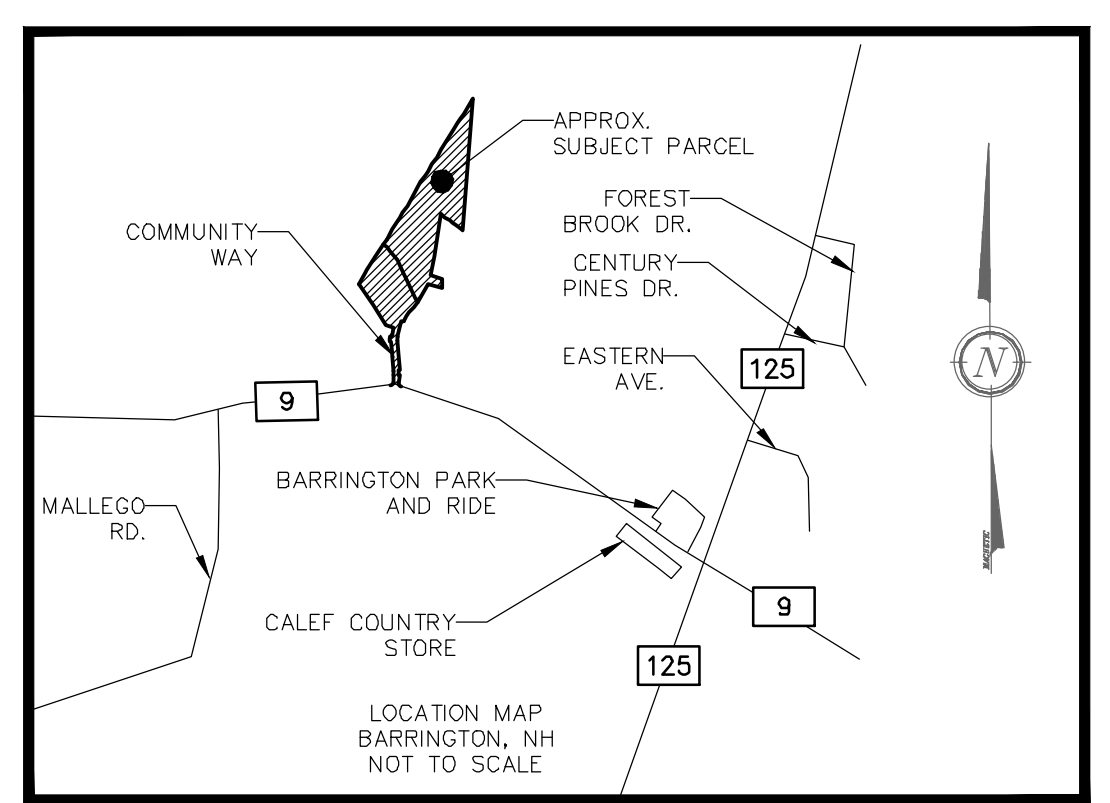 APPROX.
SUBJECT PARCEL
FOREST
BROOK DR.
COMMUNITY
WAY
CENTURY
PINES DR.
EASTERN
AVE.
125
N
9
BARRINGTON PARK
AND RIDE
MALLEGO
RD.
MAGNETIC
9
CALEF COUNTRY
STORE
125
LOCATION MAP
BARRINGTON, NH
NOT TO SCALE